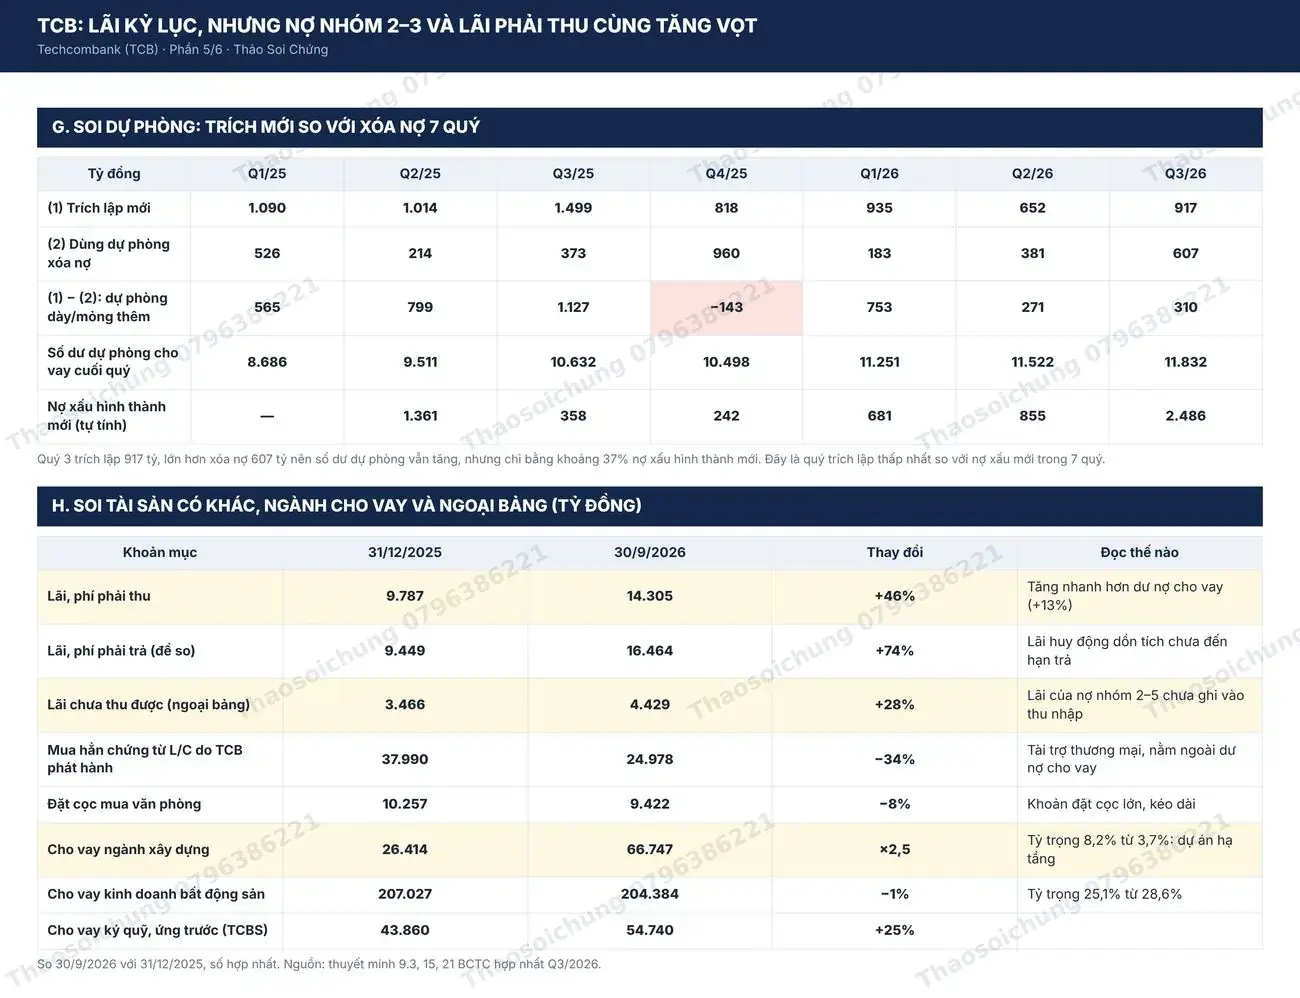 TCB: LÃI KỶ LỤC, NHƯNG NỢ NHÓM 2–3 VÀ LÃI PHẢI THU CÙNG TĂNG VỌT
Techcombank (TCB) · Phần 5/6 · Thảo Soi Chứng
G. SOI DỰ PHÒNG: TRÍCH MỚI SO VỚI XÓA NỢ 7 QUÝ
Tỷ đồng Q1/25 Q2/25 Q3/25 Q4/25 Q1/26 Q2/26 Q3/26
(1) Trích lập mới 1.090 1.014 1.499 818 935 652 917
(2) Dùng dự phòng
xóa nợ 526 214 373 960 183 381 607
(1) − (2): dự phòng
dày/mỏng thêm 565 799 1.127 −143 753 271 310
Số dư dự phòng cho
vay cuối quý 8.686 9.511 10.632 10.498 11.251 11.522 11.832
Nợ xấu hình thành
mới (tự tính) — 1.361 358 242 681 855 2.486
Quý 3 trích lập 917 tỷ, lớn hơn xóa nợ 607 tỷ nên số dư dự phòng vẫn tăng, nhưng chỉ bằng khoảng 37% nợ xấu hình thành mới. Đây là quý trích lập thấp nhất so với nợ xấu mới trong 7 quý.
H. SOI TÀI SẢN CÓ KHÁC, NGÀNH CHO VAY VÀ NGOẠI BẢNG (TỶ ĐỒNG)
Khoản mục 31/12/2025 30/9/2026 Thay đổi Đọc thế nào
Lãi, phí phải thu 9.787 14.305 +46% Tăng nhanh hơn dư nợ cho vay
(+13%)
Lãi, phí phải trả (để so) 9.449 16.464 +74% Lãi huy động dồn tích chưa đến
hạn trả
Lãi chưa thu được (ngoại bảng) 3.466 4.429 +28% Lãi của nợ nhóm 2–5 chưa ghi vào
thu nhập
Mua hẳn chứng từ L/C do TCB
phát hành 37.990 24.978 −34% Tài trợ thương mại, nằm ngoài dư
nợ cho vay
Đặt cọc mua văn phòng 10.257 9.422 −8% Khoản đặt cọc lớn, kéo dài
Cho vay ngành xây dựng 26.414 66.747 ×2,5 Tỷ trọng 8,2% từ 3,7%: dự án hạ
tầng
Cho vay kinh doanh bất động sản 207.027 204.384 −1% Tỷ trọng 25,1% từ 28,6%
Cho vay ký quỹ, ứng trước (TCBS) 43.860 54.740 +25%
So 30/9/2026 với 31/12/2025, số hợp nhất. Nguồn: thuyết minh 9.3, 15, 21 BCTC hợp nhất Q3/2026.
Thaosoichung 0796386221